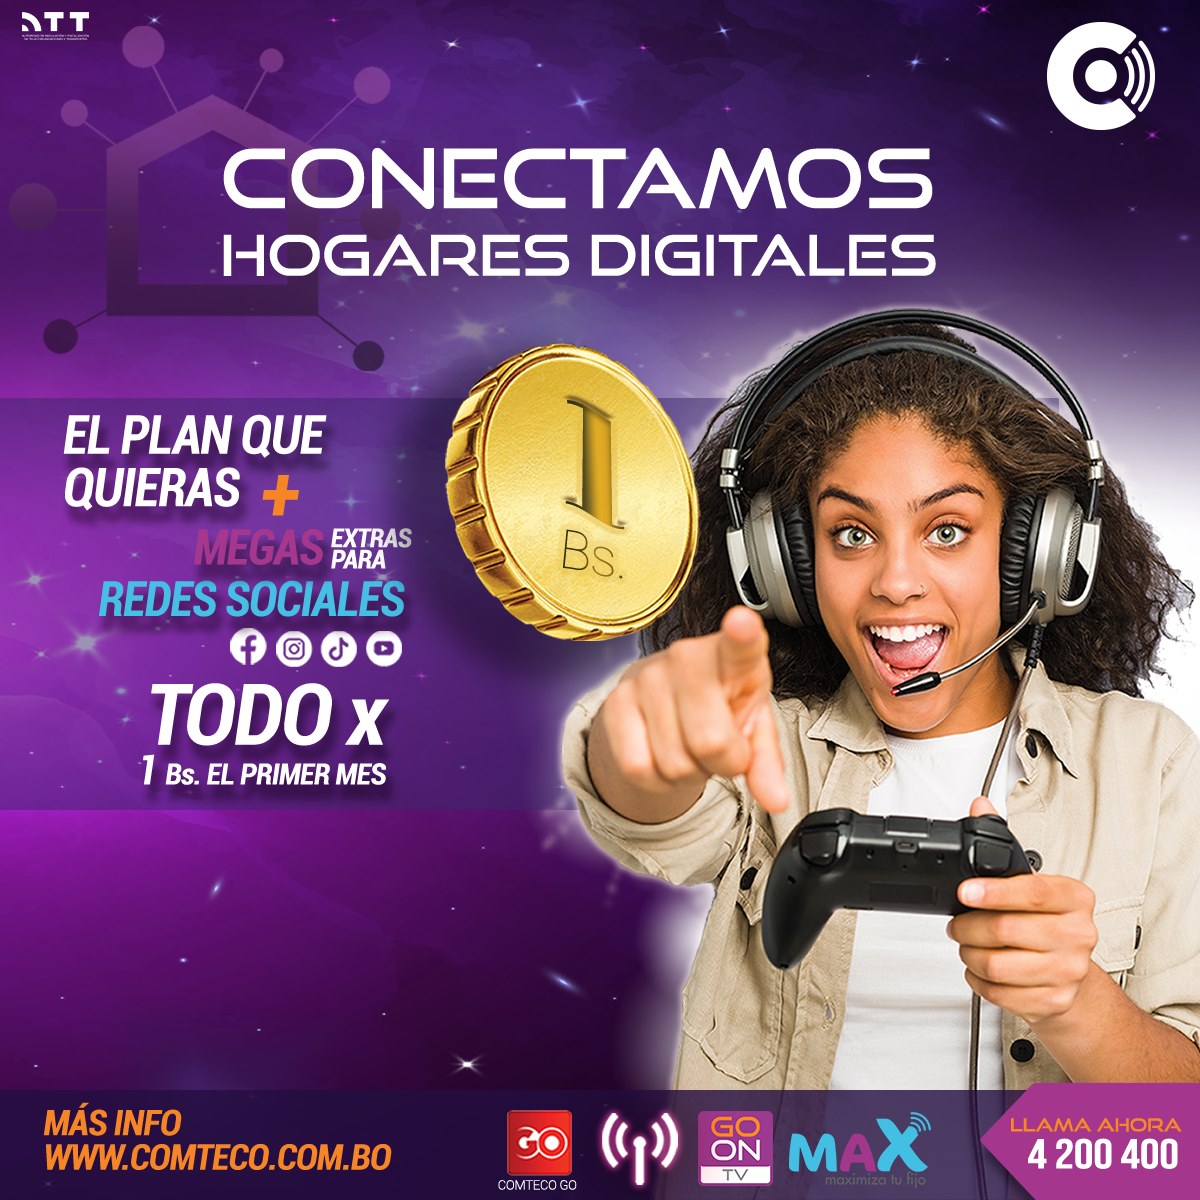 ATT
CONECTAMOS
HOGARES DIGITALES
1
Bs.
EL PLAN QUE
QUIERAS +
MEGAS EXTRAS
PARA
REDES SOCIALES
TODO x
1 Bs. EL PRIMER MES
MÁS INFO
WWW.COMTECO.COM.BO
GO
COMTECO GO
GO
ON
TV
MAX
maximiza tu fijo
LLAMA AHORA
4 200 400